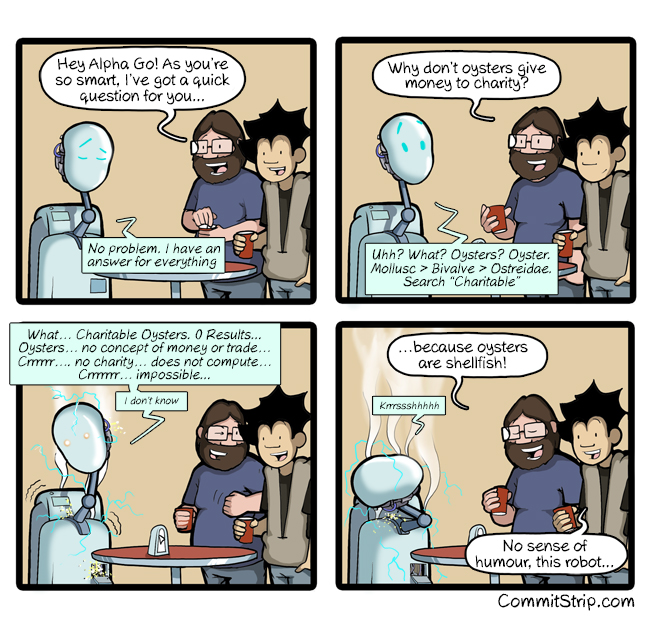 Hey Alpha Go! As you're
so smart, I've got a quick
question for you...
No problem. I have an
answer for everything
Why don't oysters give
money to charity?
Uhh? What? Oysters? Oyster.
Mollusc > Bivalve > Ostreidae.
Search "Charitable"
What... Charitable Oysters. 0 Results...
Oysters... no concept of money or trade...
Crrrrr.... no charity... does not compute...
Crrrrrr... impossible...
I don't know
...because oysters
are shellfish!
Krrrssshhhhh
No sense of
humour, this robot...
CommitStrip.com